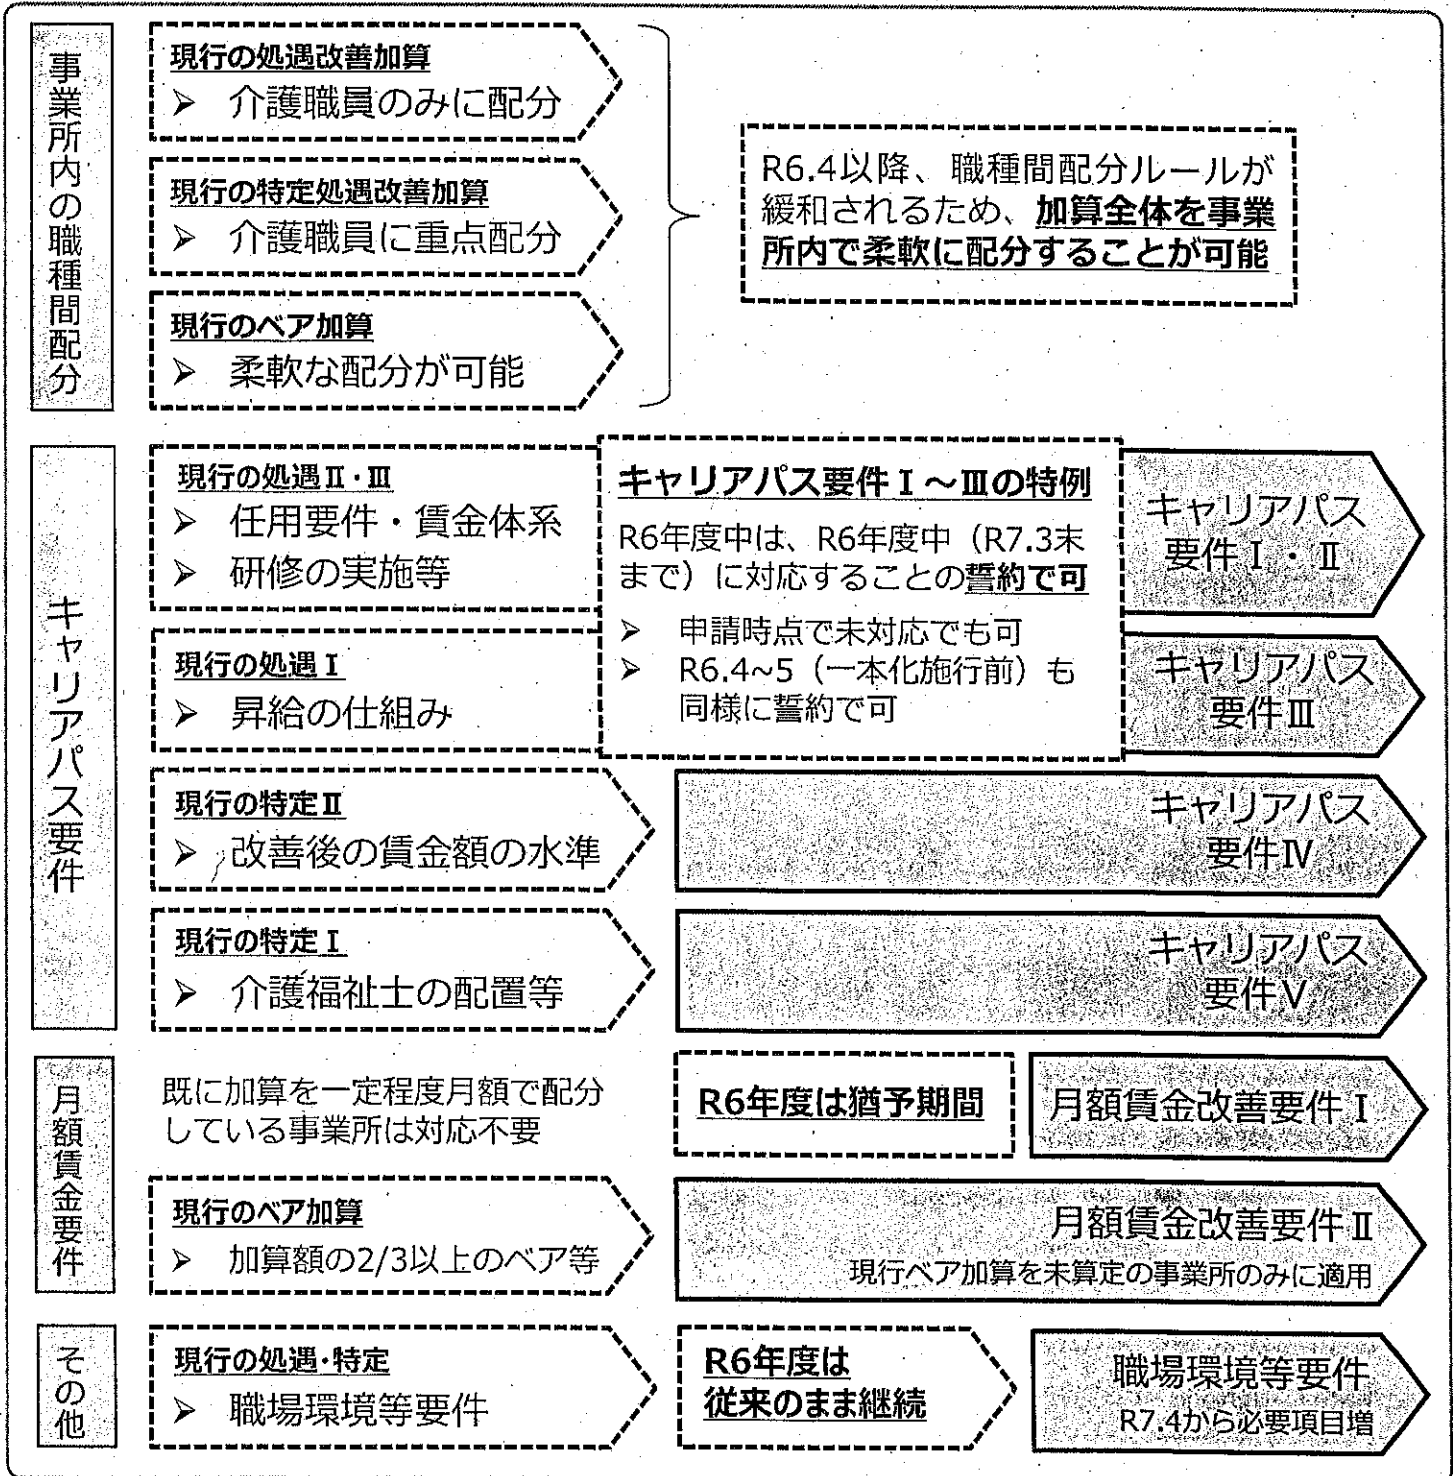 事業所内の職種間配分
現行の処遇改善加算
➢ 介護職員のみに配分
現行の特定処遇改善加算
➢ 介護職員に重点配分
現行のベア加算
➢ 柔軟な配分が可能
R6.4以降、職種間配分ルールが
緩和されるため、加算全体を事業
所内で柔軟に配分することが可能
キャリアパス要件
現行の処遇Ⅱ・Ⅲ
➢ 任用要件・賃金体系
➢ 研修の実施等
現行の処遇Ⅰ
➢ 昇給の仕組み
キャリアパス要件Ⅰ～Ⅲの特例
R6年度中は、R6年度中（R7.3末
まで）に対応することの誓約で可
➢ 申請時点で未対応でも可
➢ R6.4~5（一本化施行前）も
同様に誓約で可
キャリアパス
要件Ⅰ・Ⅱ
キャリアパス
要件Ⅲ
現行の特定Ⅱ
➢ 改善後の賃金額の水準
キャリアパス
要件Ⅳ
現行の特定Ⅰ
➢ 介護福祉士の配置等
キャリアパス
要件Ⅴ
月額賃金要件
既に加算を一定程度月額で配分
している事業所は対応不要
R6年度は猶予期間
月額賃金改善要件Ⅰ
現行のベア加算
➢ 加算額の2/3以上のベア等
月額賃金改善要件Ⅱ
現行ベア加算を未算定の事業所のみに適用
その他
現行の処遇・特定
➢ 職場環境等要件
R6年度は
従来のまま継続
職場環境等要件
R7.4から必要項目増